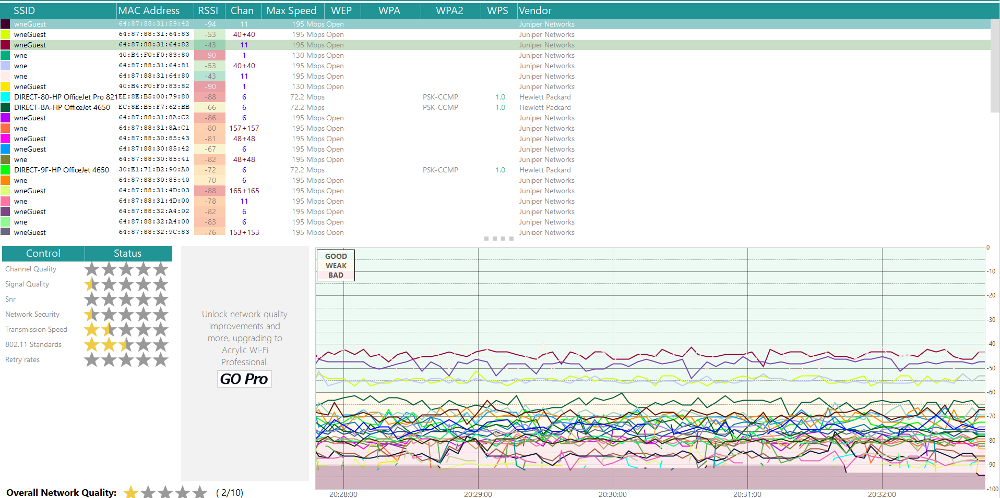 SSID MAC Address RSSI Chan Max Speed WEP WPA WPA2 WPS Vendor
wneGuest 64:87:88:31:59:42 -94 11 195 Mbps Open Juniper Networks
wneGuest 64:87:88:31:64:83 -53 40+40 195 Mbps Open Juniper Networks
wneGuest 64:87:88:31:64:82 -43 11 195 Mbps Open Juniper Networks
wne 40:B4:F0:F0:83:80 -90 1 130 Mbps Open Juniper Networks
wne 64:87:88:31:64:81 -53 40+40 195 Mbps Open Juniper Networks
wne 64:87:88:31:64:80 -43 11 195 Mbps Open Juniper Networks
wneGuest 40:B4:F0:F0:83:82 -90 1 130 Mbps Open Juniper Networks
DIRECT-80-HP OfficeJet Pro 821 EE:8E:B5:00:79:80 -88 6 72.2 Mbps PSK-CCMP 1.0 Hewlett Packard
DIRECT-BA-HP OfficeJet 4650 EC:8E:B5:F7:62:BB -66 6 72.2 Mbps PSK-CCMP 1.0 Hewlett Packard
wneGuest 64:87:88:31:8A:C2 -86 6 195 Mbps Open Juniper Networks
wne 64:87:88:31:8A:C1 -80 157+157 195 Mbps Open Juniper Networks
wneGuest 64:87:88:30:85:43 -81 48+48 195 Mbps Open Juniper Networks
wneGuest 64:87:88:30:85:42 -67 6 195 Mbps Open Juniper Networks
wne 64:87:88:30:85:41 -82 48+48 195 Mbps Open Juniper Networks
DIRECT-9F-HP OfficeJet 4650 30:E1:71:B2:90:A0 -72 6 72.2 Mbps PSK-CCMP 1.0 Hewlett Packard
wne 64:87:88:30:85:40 -70 6 195 Mbps Open Juniper Networks
wneGuest 64:87:88:31:4D:03 -88 165+165 195 Mbps Open Juniper Networks
wne 64:87:88:31:4D:00 -78 11 195 Mbps Open Juniper Networks
wneGuest 64:87:88:32:A4:02 -82 6 195 Mbps Open Juniper Networks
wne 64:87:88:32:A4:00 -83 6 195 Mbps Open Juniper Networks
wneGuest 64:87:88:32:9C:83 -76 153+153 195 Mbps Open Juniper Networks
Control Status
Channel Quality
Signal Quality
Snr
Network Security
Transmission Speed
802.11 Standards
Retry rates
Overall Network Quality: ( 2/10)
Unlock network quality
improvements and
more, upgrading to
Acrylic Wi-Fi
Professional.
GO Pro
GOOD
WEAK
BAD
0
-10
-20
-30
-40
-50
-60
-70
-80
-90
-100
20:28:00 20:29:00 20:30:00 20:31:00 20:32:00